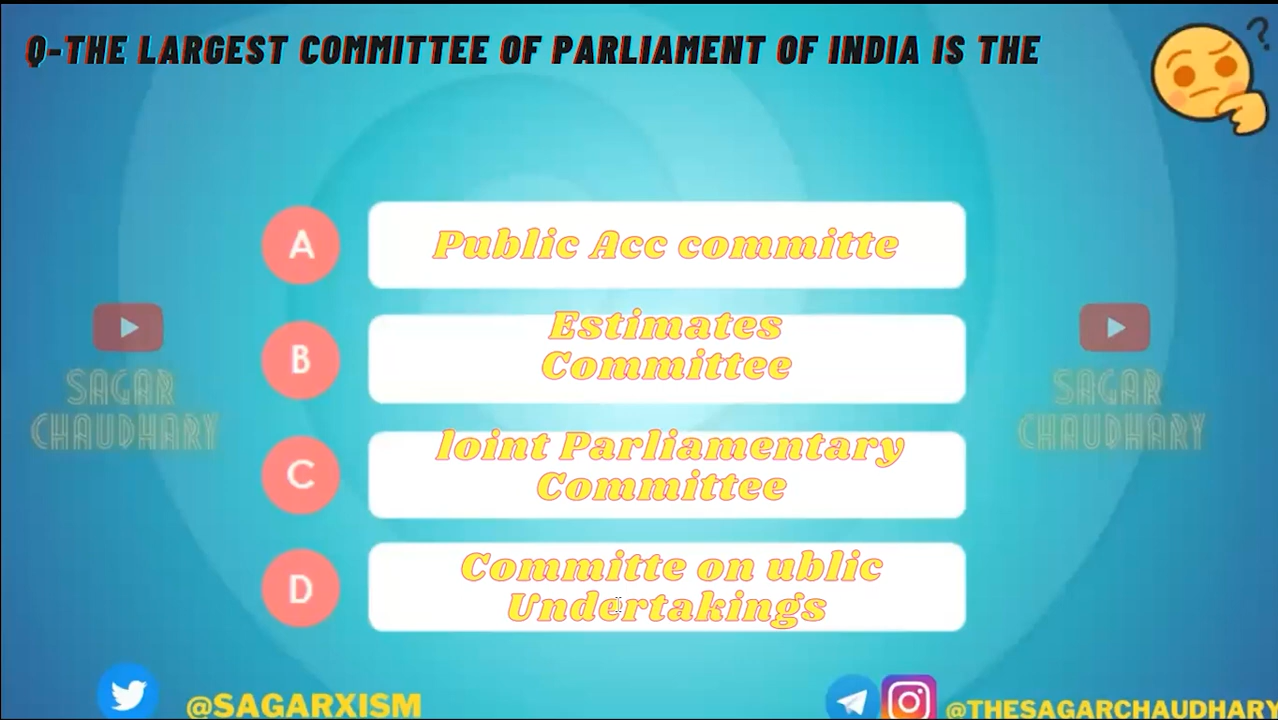 Q-THE LARGEST COMMITTEE OF PARLIAMENT OF INDIA IS THE
A
Public Acc committe
B
Estimates
Committee
C
loint Parliamentary
Committee
D
Committe on ublic
Undertakings
SAGAR
CHAUDHARY
SAGAR
CHAUDHARY
@SAGARXISM
@THESAGARCHAUDHARY